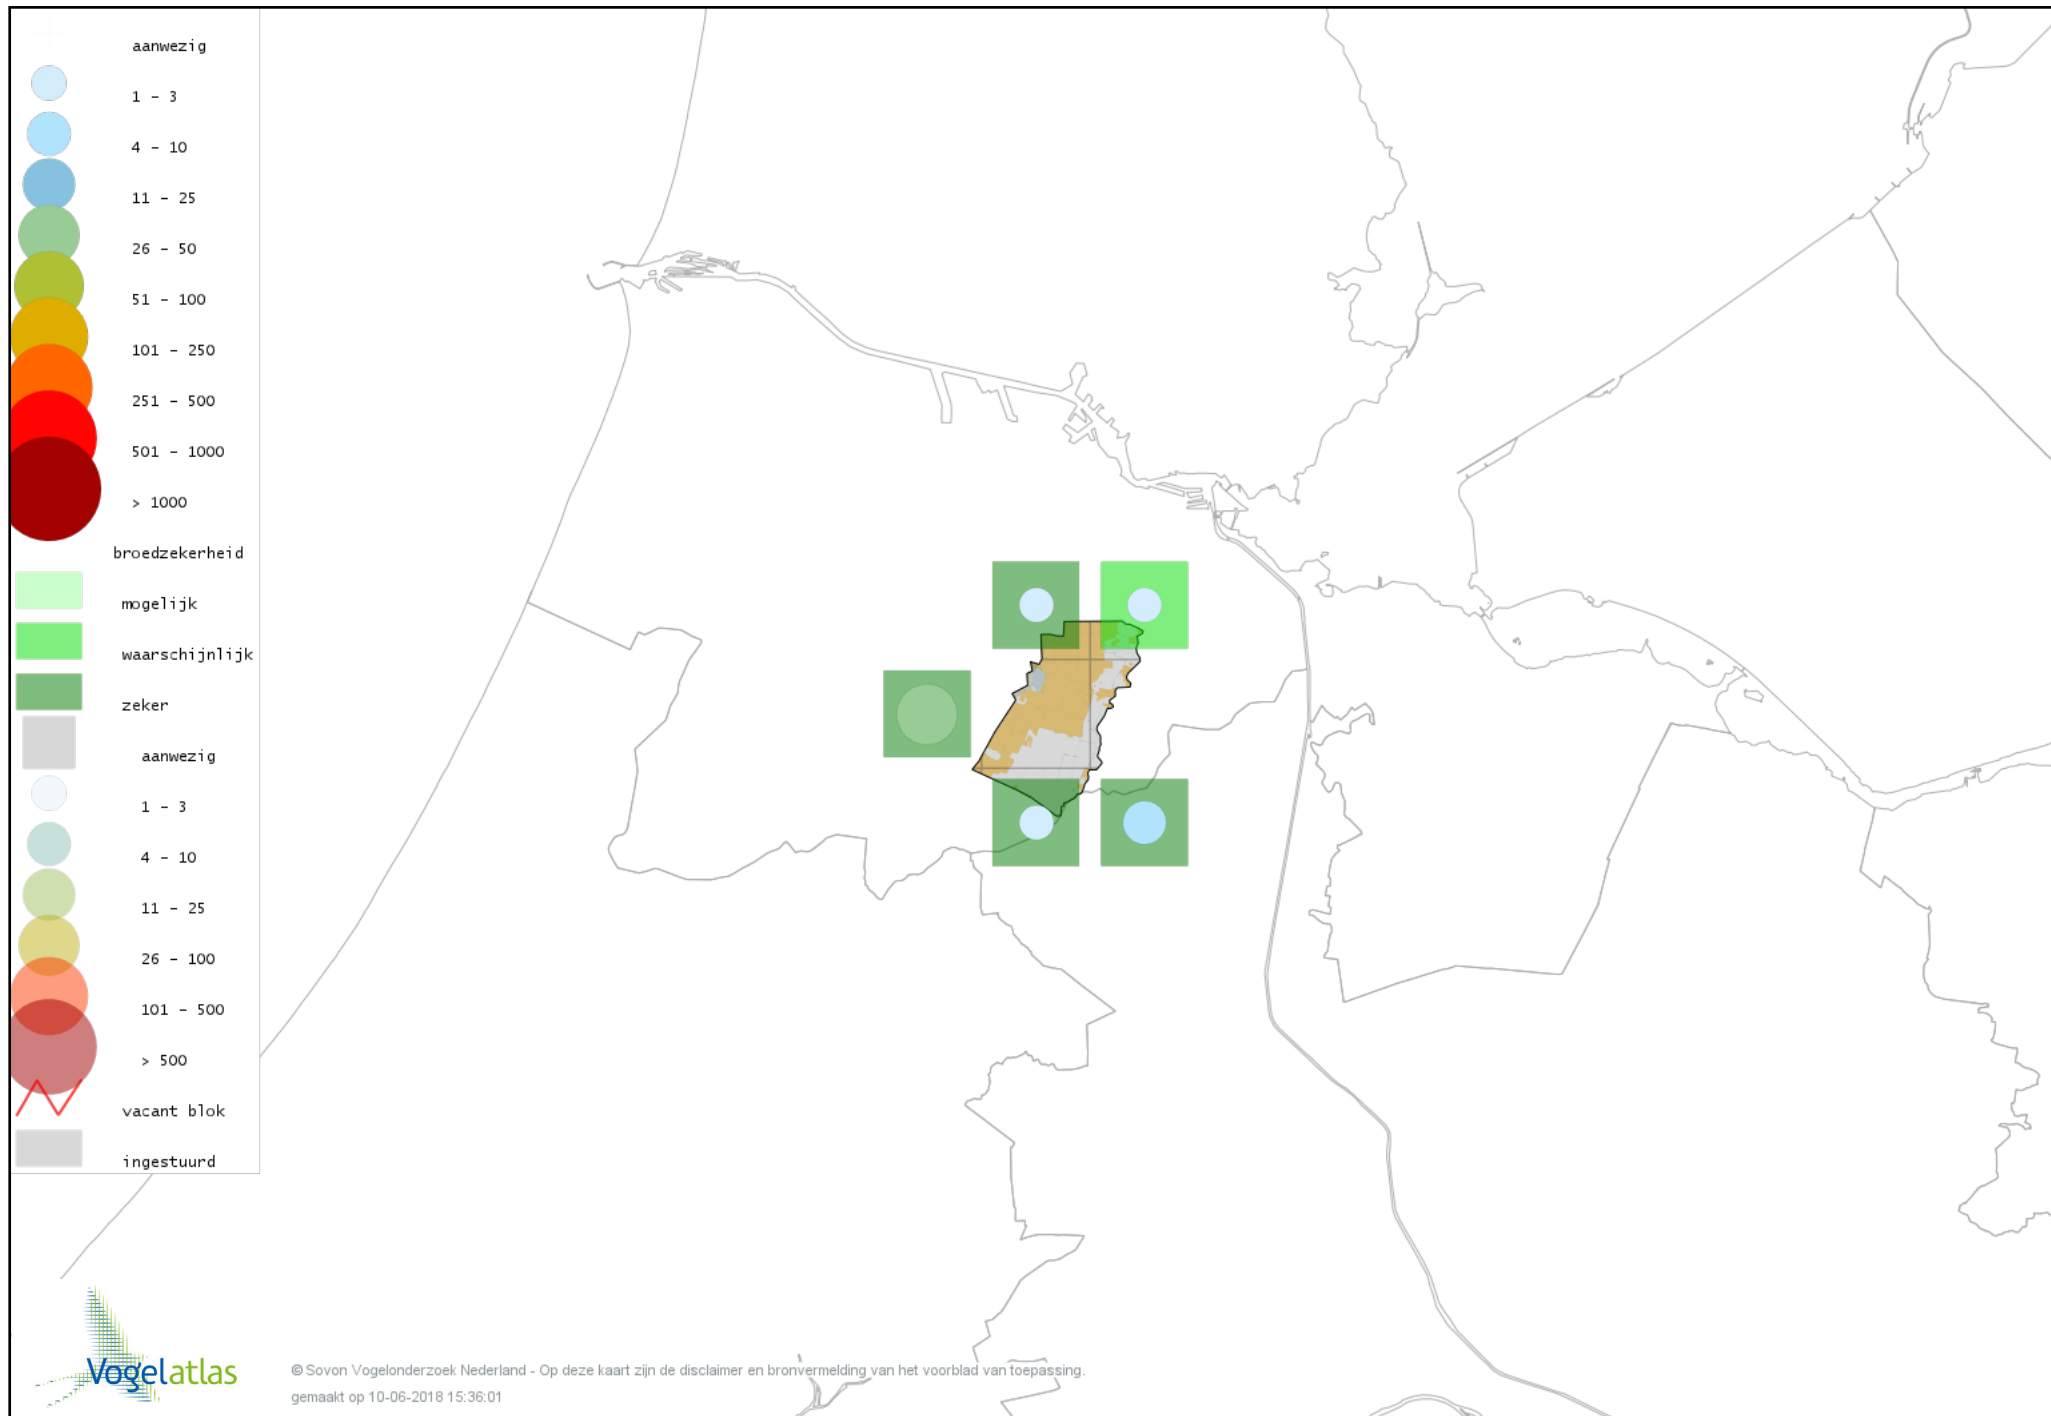 aanwezig
1 - 3
4 - 10
11 - 25
26 - 50
51 - 100
101 - 250
251 - 500
501 - 1000
> 1000
broedzekerheid
mogelijk
waarschijnlijk
zeker
aanwezig
1 - 3
4 - 10
11 - 25
26 - 100
101 - 500
> 500
vacant blok
ingestuurd
Vogelatlas
© Sovon Vogelonderzoek Nederland - Op deze kaart zijn de disclaimer en bronvermelding van het voorblad van toepassing.
gemaakt op 10-06-2018 15:36:01